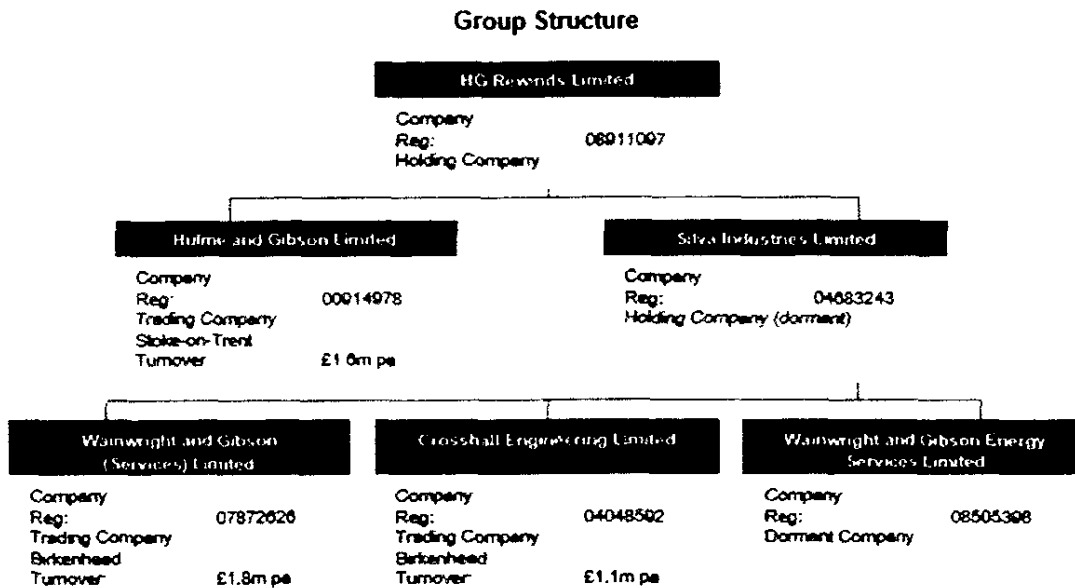 Group Structure
HG Rewinds Limited
Company
Reg: 08911097
Holding Company
Hulme and Gibson Limited
Company
Reg: 00914978
Trading Company
Stoke-on-Trent
Turnover £1.6m pa
Silva Industries Limited
Company
Reg: 04683243
Holding Company (dormant)
Wainwright and Gibson
(Services) Limited
Company
Reg: 07872626
Trading Company
Birkenhead
Turnover: £1.8m pa
Crosshall Engineering Limited
Company
Reg: 04048592
Trading Company
Birkenhead
Turnover: £1.1m pa
Wainwright and Gibson Energy
Services Limited
Company
Reg: 08505398
Dormant Company